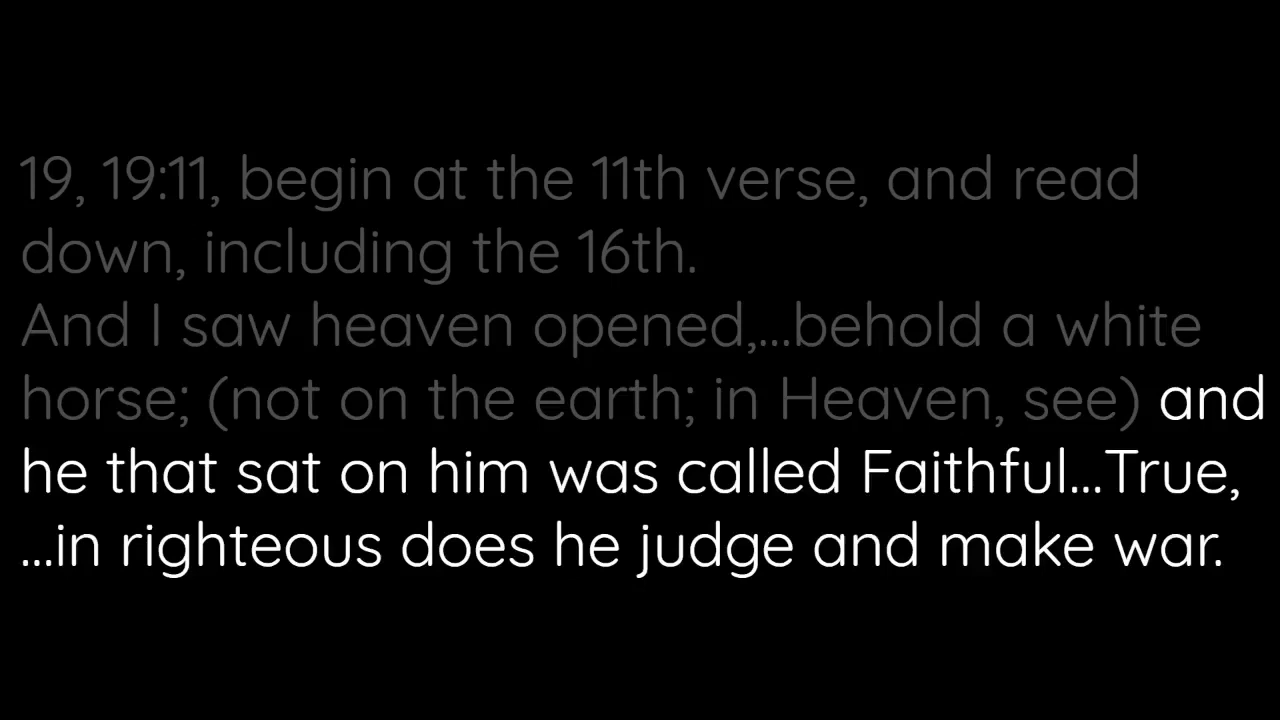 19, 19:11, begin at the 11th verse, and read
down, including the 16th.
And I saw heaven opened,...behold a white
horse; (not on the earth; in Heaven, see) and
he that sat on him was called Faithful...True,
...in righteous does he judge and make war.